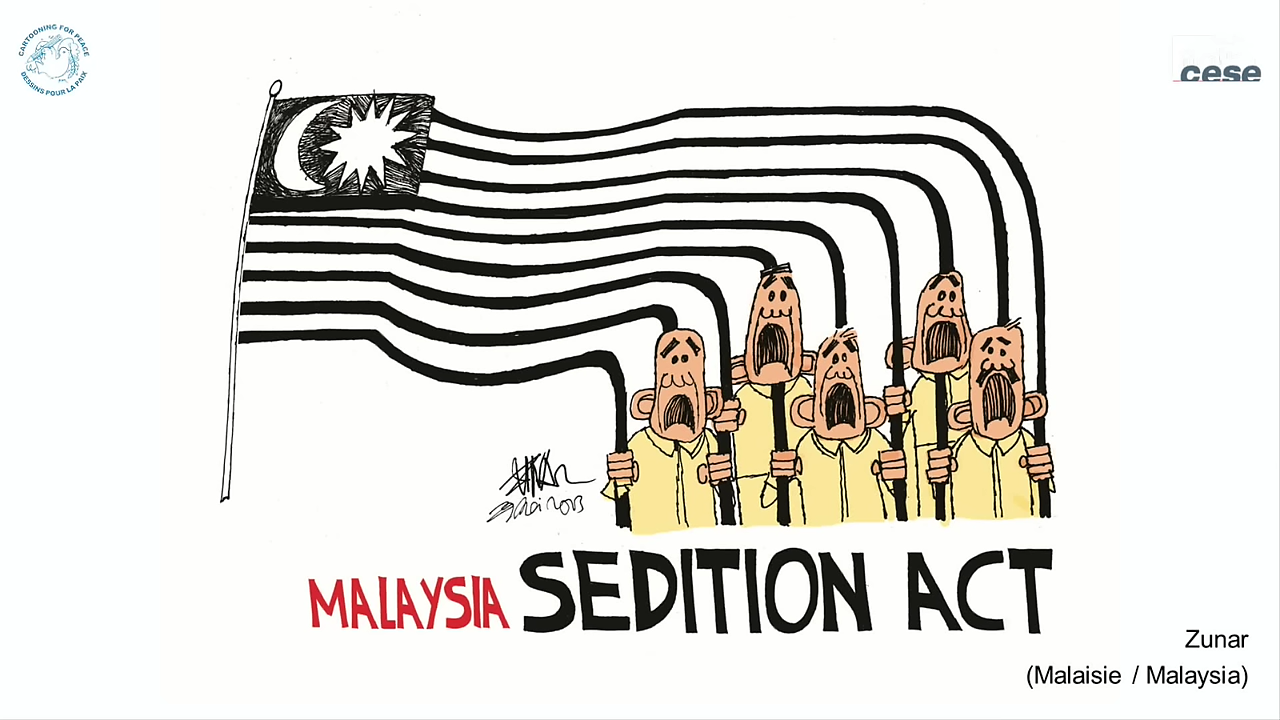 CARTOONING FOR PEACE
DESSINS POUR LA PAIX
cese
MALAYSIA SEDITION ACT
Zunar
(Malaisie / Malaysia)